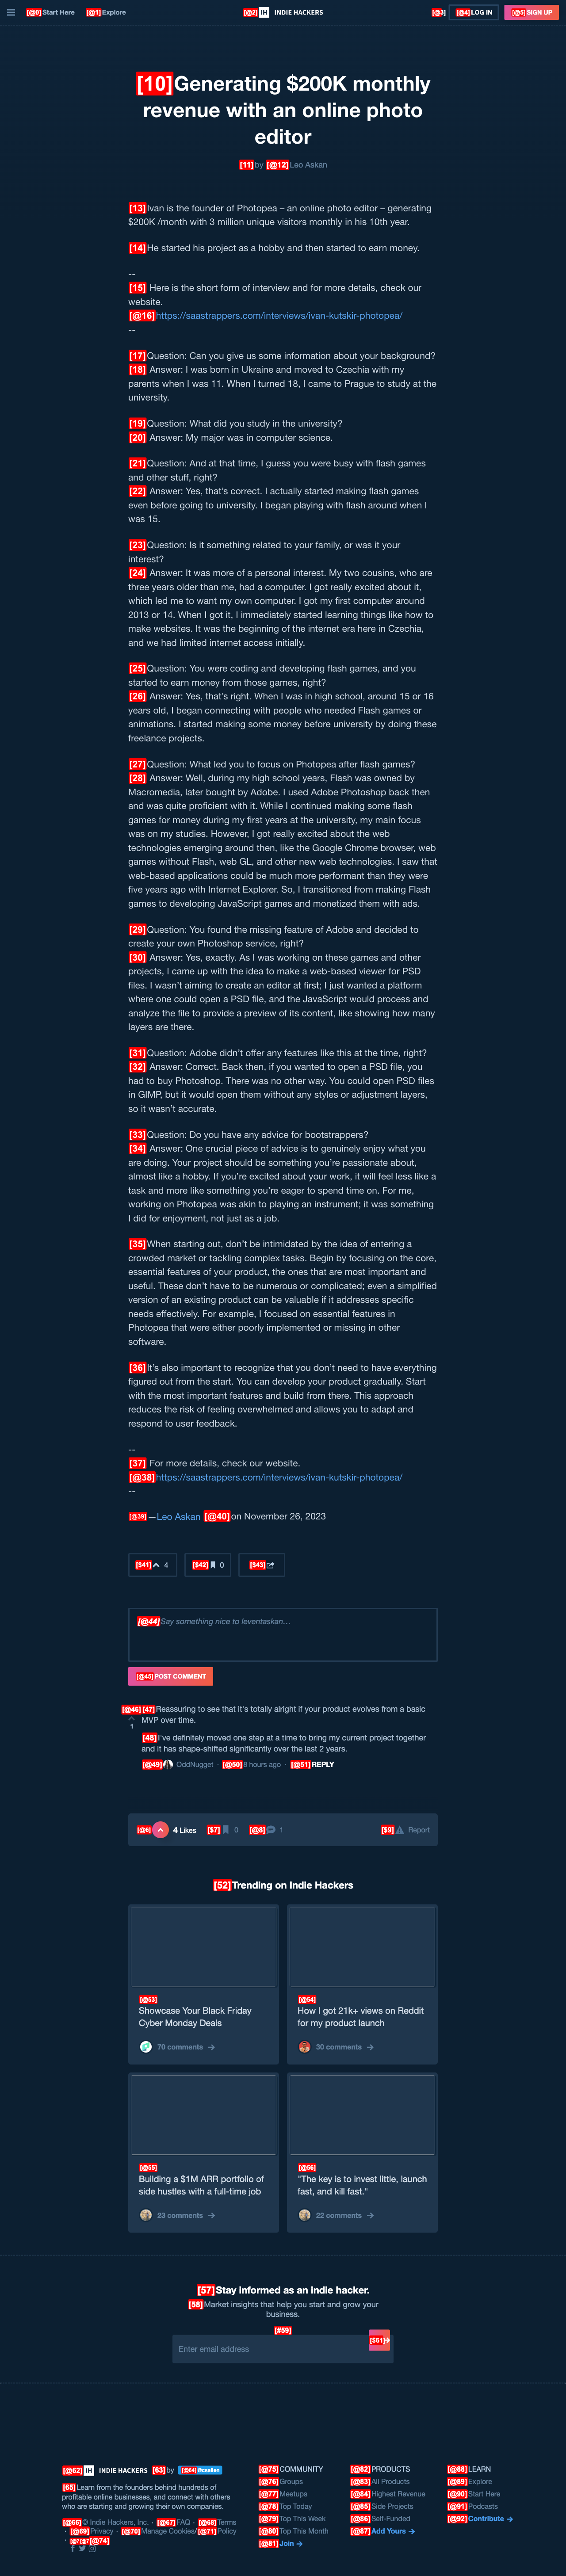 [@0]Start Here [@1]Explore [@2]IH INDIE HACKERS [@3] [@4]LOG IN [@5]SIGN UP
[10]Generating $200K monthly
revenue with an online photo
editor
[11]by [@12]Leo Askan
[13]Ivan is the founder of Photopea – an online photo editor – generating
$200K /month with 3 million unique visitors monthly in his 10th year.
[14]He started his project as a hobby and then started to earn money.
--
[15] Here is the short form of interview and for more details, check our
website.
[@16]https://saastrappers.com/interviews/ivan-kutskir-photopea/
--
[17]Question: Can you give us some information about your background?
[18] Answer: I was born in Ukraine and moved to Czechia with my
parents when I was 11. When I turned 18, I came to Prague to study at the
university.
[19]Question: What did you study in the university?
[20] Answer: My major was in computer science.
[21]Question: And at that time, I guess you were busy with flash games
and other stuff, right?
[22] Answer: Yes, that’s correct. I actually started making flash games
even before going to university. I began playing with flash around when I
was 15.
[23]Question: Is it something related to your family, or was it your
interest?
[24] Answer: It was more of a personal interest. My two cousins, who are
three years older than me, had a computer. I got really excited about it,
which led me to want my own computer. I got my first computer around
2013 or 14. When I got it, I immediately started learning things like how to
make websites. It was the beginning of the internet era here in Czechia,
and we had limited internet access initially.
[25]Question: You were coding and developing flash games, and you
started to earn money from those games, right?
[26] Answer: Yes, that’s right. When I was in high school, around 15 or 16
years old, I began connecting with people who needed Flash games or
animations. I started making some money before university by doing these
freelance projects.
[27]Question: What led you to focus on Photopea after flash games?
[28] Answer: Well, during my high school years, Flash was owned by
Macromedia, later bought by Adobe. I used Adobe Photoshop back then
and was quite proficient with it. While I continued making some flash
games for money during my first years at the university, my main focus
was on my studies. However, I got really excited about the web
technologies emerging around then, like the Google Chrome browser, web
games without Flash, web GL, and other new web technologies. I saw that
web-based applications could be much more performant than they were
five years ago with Internet Explorer. So, I transitioned from making Flash
games to developing JavaScript games and monetized them with ads.
[29]Question: You found the missing feature of Adobe and decided to
create your own Photoshop service, right?
[30] Answer: Yes, exactly. As I was working on these games and other
projects, I came up with the idea to make a web-based viewer for PSD
files. I wasn’t aiming to create an editor at first; I just wanted a platform
where one could open a PSD file, and the JavaScript would process and
analyze the file to provide a preview of its content, like showing how many
layers are there.
[31]Question: Adobe didn’t offer any features like this at the time, right?
[32] Answer: Correct. Back then, if you wanted to open a PSD file, you
had to buy Photoshop. There was no other way. You could open PSD files
in GIMP, but it would open them without any styles or adjustment layers,
so it wasn’t accurate.
[33]Question: Do you have any advice for bootstrappers?
[34] Answer: One crucial piece of advice is to genuinely enjoy what you
are doing. Your project should be something you’re passionate about,
almost like a hobby. If you’re excited about your work, it will feel less like a
task and more like something you’re eager to spend time on. For me,
working on Photopea was akin to playing an instrument; it was something
I did for enjoyment, not just as a job.
[35]When starting out, don’t be intimidated by the idea of entering a
crowded market or tackling complex tasks. Begin by focusing on the core,
essential features of your product, the ones that are most important and
useful. These don’t have to be numerous or complicated; even a simplified
version of an existing product can be valuable if it addresses specific
needs effectively. For example, I focused on essential features in
Photopea that were either poorly implemented or missing in other
software.
[36]It’s also important to recognize that you don’t need to have everything
figured out from the start. You can develop your product gradually. Start
with the most important features and build from there. This approach
reduces the risk of feeling overwhelmed and allows you to adapt and
respond to user feedback.
--
[37] For more details, check our website.
[@38]https://saastrappers.com/interviews/ivan-kutskir-photopea/
--
[@39]—Leo Askan [@40]on November 26, 2023
[$41] 4 [$42] 0 [$43]
[@44]Say something nice to leventaskan…
[@45]POST COMMENT
[@46] [47]Reassuring to see that it's totally alright if your product evolves from a basic
1 MVP over time.
[48]I've definitely moved one step at a time to bring my current project together
and it has shape-shifted significantly over the last 2 years.
[@49] OddNugget · [@50]8 hours ago · [@51]REPLY
[@6] 4 Likes [$7] 0 [@8] 1 [$9] Report
[52]Trending on Indie Hackers
[@53] [@54]
Showcase Your Black Friday
Cyber Monday Deals
70 comments
How I got 21k+ views on Reddit
for my product launch
30 comments
[@55] [@56]
Building a $1M ARR portfolio of
side hustles with a full-time job
23 comments
"The key is to invest little, launch
fast, and kill fast."
22 comments
[57]Stay informed as an indie hacker.
[58]Market insights that help you start and grow your
business.
[#59]
Enter email address [$61]
[@62]IH INDIE HACKERS [63]by [@64]@csallen
[65]Learn from the founders behind hundreds of
profitable online businesses, and connect with others
who are starting and growing their own companies.
[@66]© Indie Hackers, Inc. · [@67]FAQ · [@68]Terms
· [@69]Privacy · [@70]Manage Cookies/[@71]Policy
· [@74]
[@75]COMMUNITY
[@76]Groups
[@77]Meetups
[@78]Top Today
[@79]Top This Week
[@80]Top This Month
[@81]Join
[@82]PRODUCTS
[@83]All Products
[@84]Highest Revenue
[@85]Side Projects
[@86]Self-Funded
[@87]Add Yours
[@88]LEARN
[@89]Explore
[@90]Start Here
[@91]Podcasts
[@92]Contribute